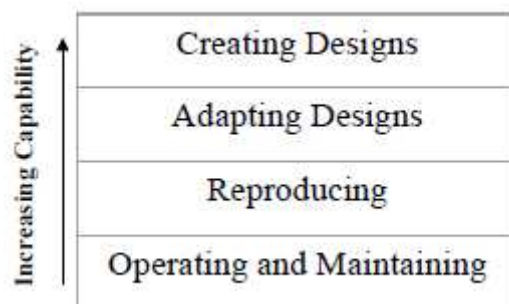 Creating Designs
Adapting Designs
Reproducing
Operating and Maintaining
Increasing Capability